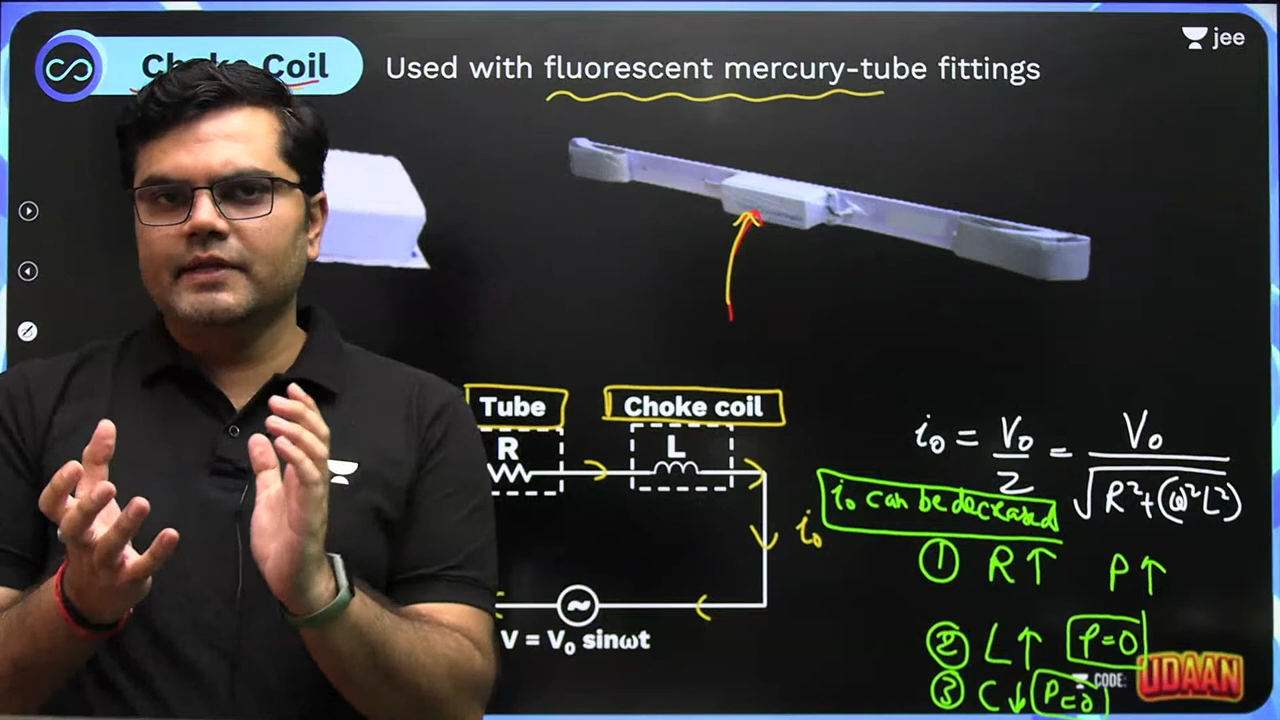 Choke Coil
Used with fluorescent mercury-tube fittings
jee
Tube
Choke coil
R
L
i₀
V = V₀ sinωt
i₀ = V₀/Z = V₀/√(R²+(ω²L²))
i₀ can be decreased
① R↑ P↑
② L↑ P=0
③ C↓ P=0
CODE:
UDAAN